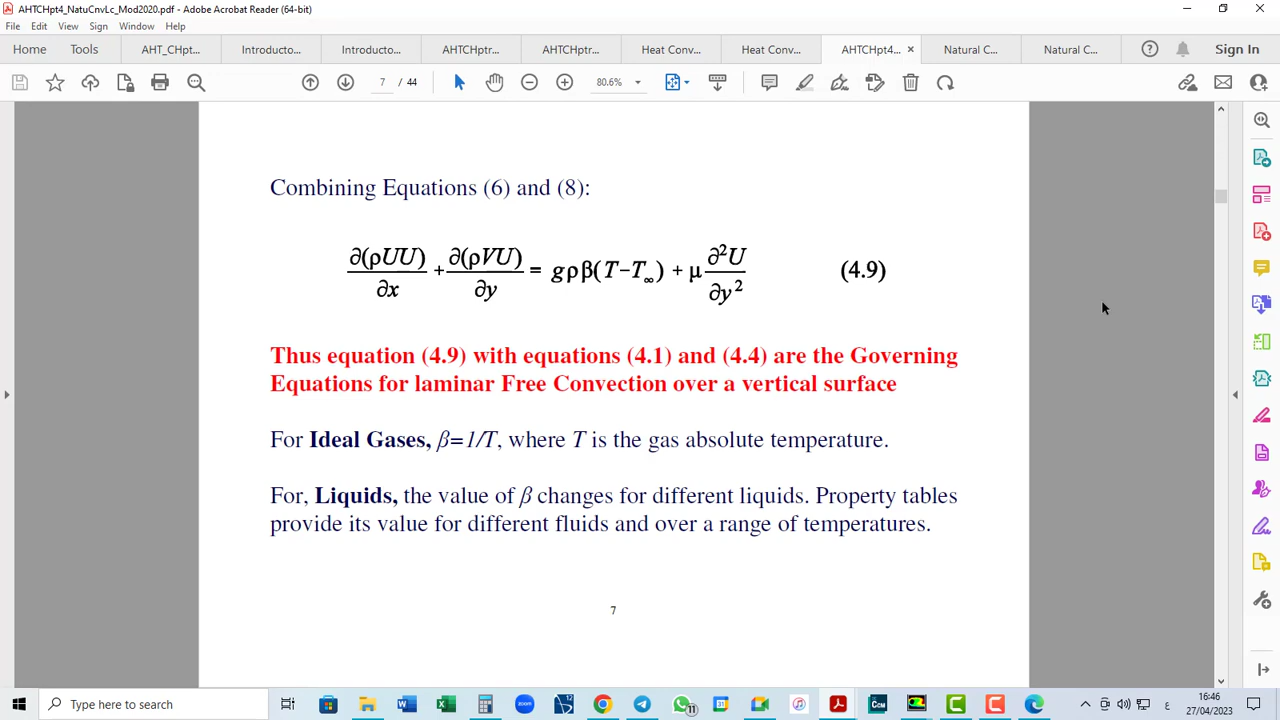 AHTCHpt4_NatuCnvLc_Mod2020.pdf - Adobe Acrobat Reader (64-bit)
File Edit View Sign Window Help
Home Tools AHT_CHpt... Introducto... Introducto... AHTCHptr... AHTCHptr... Heat Conv... Heat Conv... AHTCHpt4... × Natural C... Natural C... Sign In
7 / 44 80.6%
Combining Equations (6) and (8):
∂(ρUU)/∂x + ∂(ρVU)/∂y = gρβ(T−T∞) + μ ∂²U/∂y² (4.9)
Thus equation (4.9) with equations (4.1) and (4.4) are the Governing
Equations for laminar Free Convection over a vertical surface
For Ideal Gases, β=1/T, where T is the gas absolute temperature.
For, Liquids, the value of β changes for different liquids. Property tables
provide its value for different fluids and over a range of temperatures.
7
Type here to search
zoom
11
31
Ccm
ع
16:46
27/04/2023